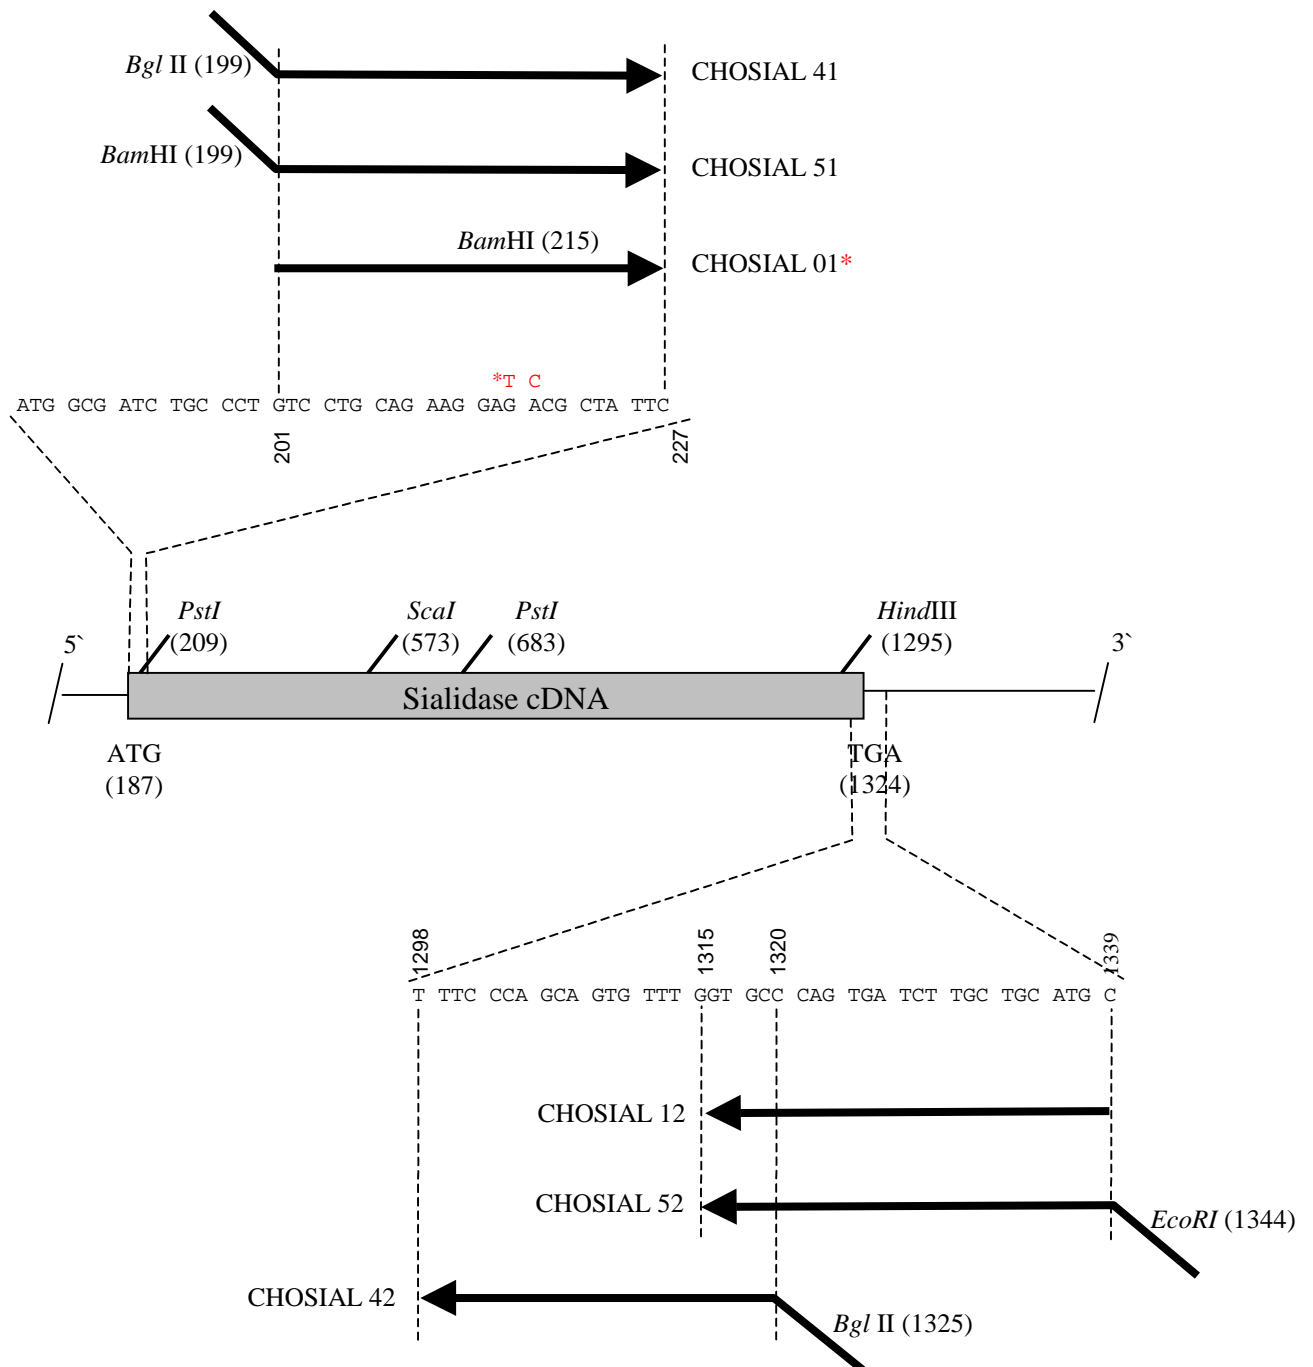 Bgl II (199)
CHOSIAL 41
BamHI (199)
CHOSIAL 51
BamHI (215)
CHOSIAL 01*
*T C
ATG GCG ATC TGC CCT GTC CTG CAG AAG GAG ACG CTA TTC
201
227
5`
PstI
(209)
ScaI
(573)
PstI
(683)
HindIII
(1295)
3`
Sialidase cDNA
ATG
(187)
TGA
(1324)
1298
1315
1320
1339
T TTC CCA GCA GTG TTT GGT GCC CAG TGA TCT TGC TGC ATG C
CHOSIAL 12
CHOSIAL 52
EcoRI (1344)
CHOSIAL 42
Bgl II (1325)